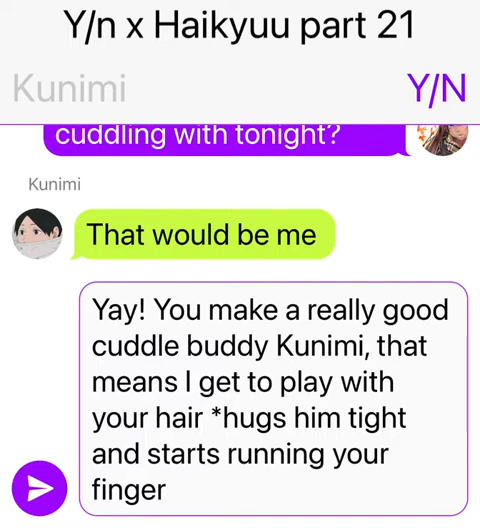 Y/n x Haikyuu part 21
Kunimi
Y/N
cuddling with tonight?
Kunimi
That would be me
Yay! You make a really good
cuddle buddy Kunimi, that
means I get to play with
your hair *hugs him tight
and starts running your
finger